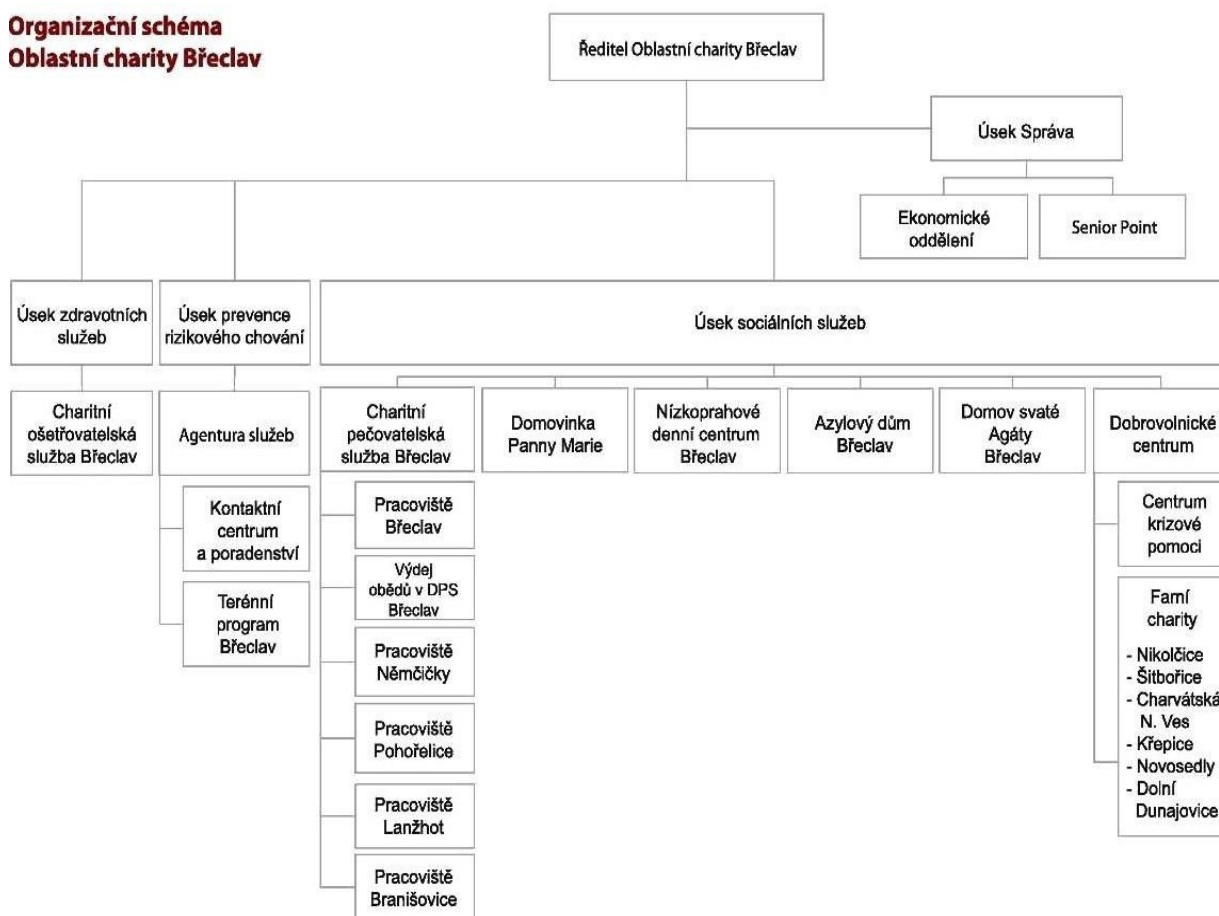 Organizační schéma
Oblastní charity Břeclav
Ředitel Oblastní charity Břeclav
Úsek Správa
Ekonomické
oddělení
Senior Point
Úsek zdravotních
služeb
Úsek prevence
rizikového chování
Úsek sociálních služeb
Charitní
ošetřovatelská
služba Břeclav
Agentura služeb
Charitní
pečovatelská
služba Břeclav
Domovinka
Panny Marie
Nízkoprahové
denní centrum
Břeclav
Azylový dům
Břeclav
Domov svaté
Agáty
Břeclav
Dobrovolnické
centrum
Kontaktní
centrum
a poradenství
Terénní
program
Břeclav
Pracoviště
Břeclav
Výdej
obědů v DPS
Břeclav
Pracoviště
Němčičky
Pracoviště
Pohořelice
Pracoviště
Lanžhot
Pracoviště
Branišovice
Centrum
krizové
pomoci
Farní
charity
- Nikolčice
- Šitbořice
- Charvátská
N. Ves
- Křepice
- Novosedly
- Dolní
Dunajovice